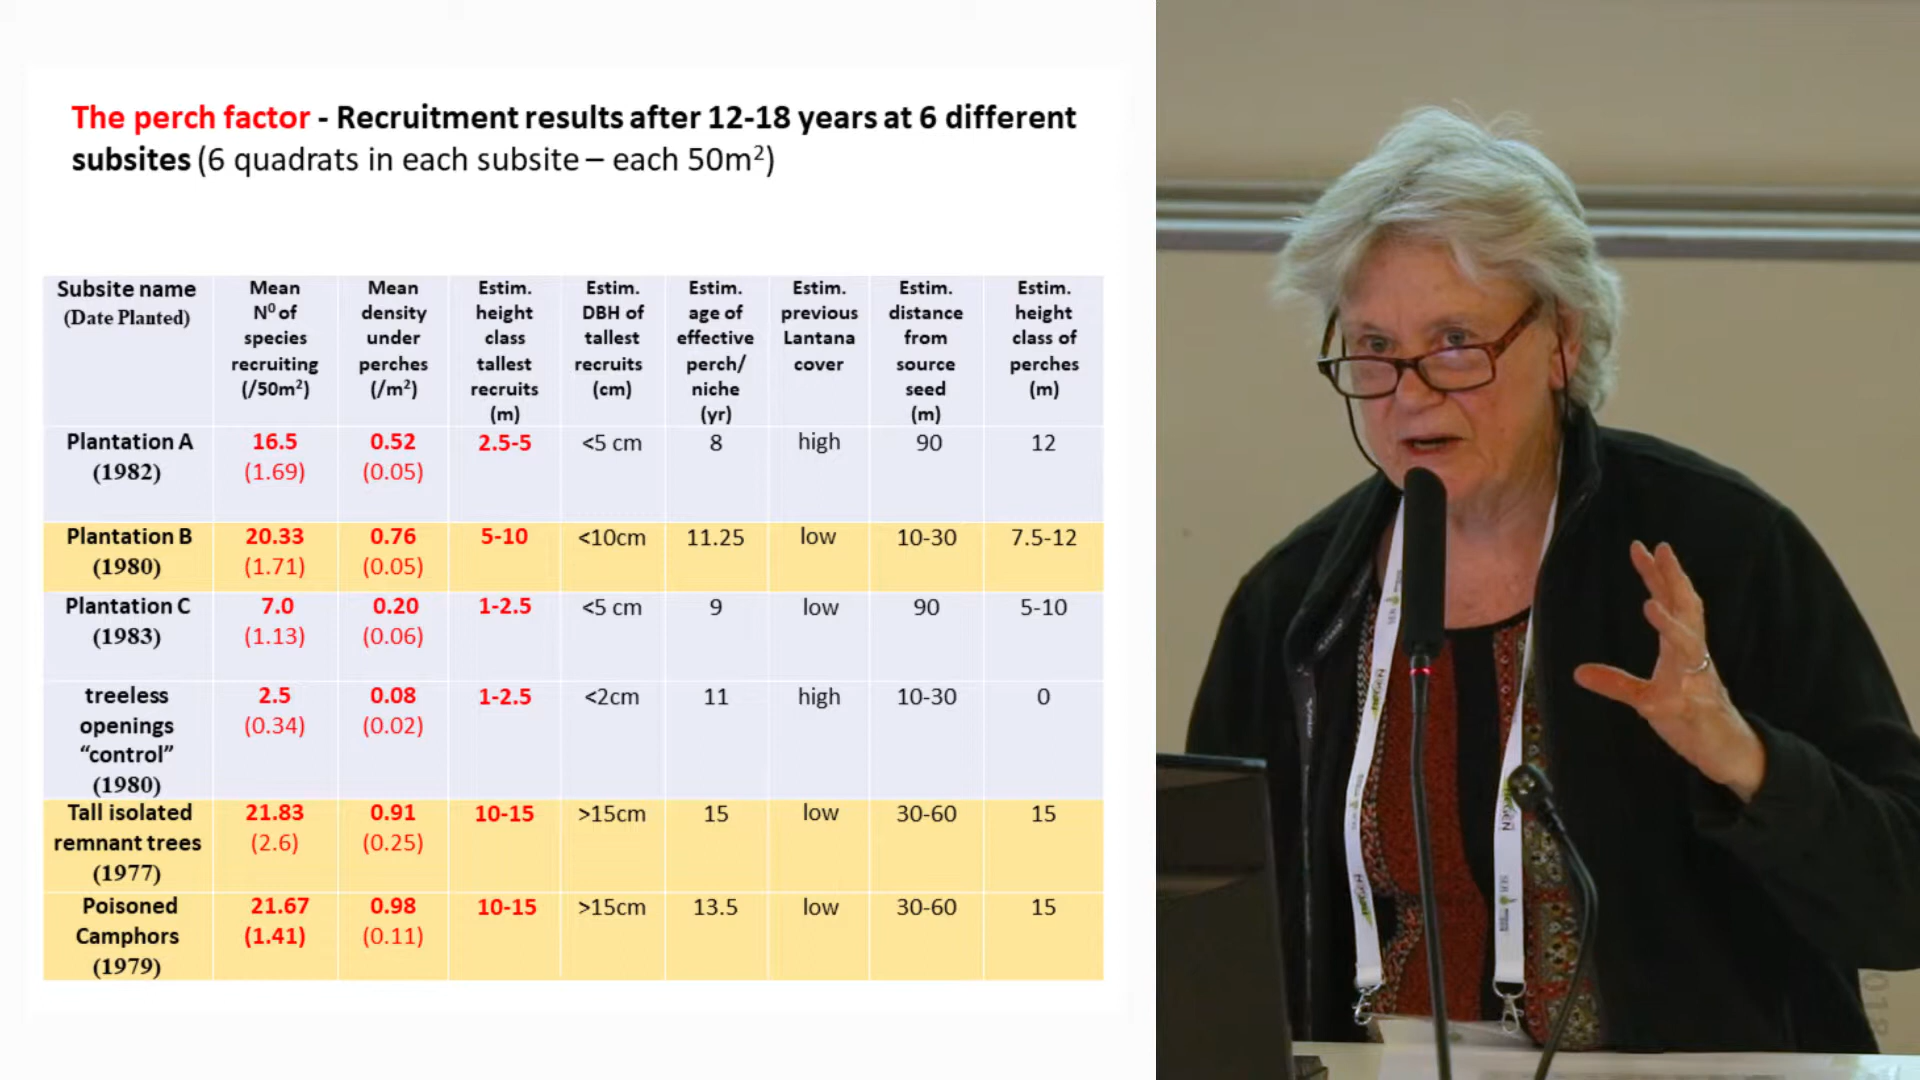 The perch factor - Recruitment results after 12-18 years at 6 different
subsites (6 quadrats in each subsite – each 50m²)
Subsite name
(Date Planted)
Mean
Nº of
species
recruiting
(/50m²)
Mean
density
under
perches
(/m²)
Estim.
height
class
tallest
recruits
(m)
Estim.
DBH of
tallest
recruits
(cm)
Estim.
age of
effective
perch/
niche
(yr)
Estim.
previous
Lantana
cover
Estim.
distance
from
source
seed
(m)
Estim.
height
class of
perches
(m)
Plantation A
(1982)
16.5
(1.69)
0.52
(0.05)
2.5-5
<5 cm
8
high
90
12
Plantation B
(1980)
20.33
(1.71)
0.76
(0.05)
5-10
<10cm
11.25
low
10-30
7.5-12
Plantation C
(1983)
7.0
(1.13)
0.20
(0.06)
1-2.5
<5 cm
9
low
90
5-10
treeless
openings
“control”
(1980)
2.5
(0.34)
0.08
(0.02)
1-2.5
<2cm
11
high
10-30
0
Tall isolated
remnant trees
(1977)
21.83
(2.6)
0.91
(0.25)
10-15
>15cm
15
low
30-60
15
Poisoned
Camphors
(1979)
21.67
(1.41)
0.98
(0.11)
10-15
>15cm
13.5
low
30-60
15